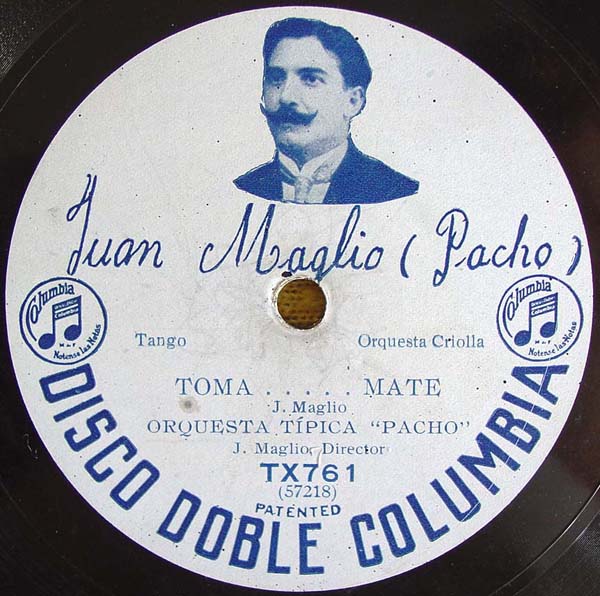 Juan Maglio (Pacho)
Columbia
Notense las Notas
Columbia
Notense las Notas
Tango
Orquesta Criolla
TOMA . . . . . MATE
J. Maglio
ORQUESTA TÍPICA "PACHO"
J. Maglio, Director
TX761
(57218)
PATENTED
DISCO DOBLE COLUMBIA